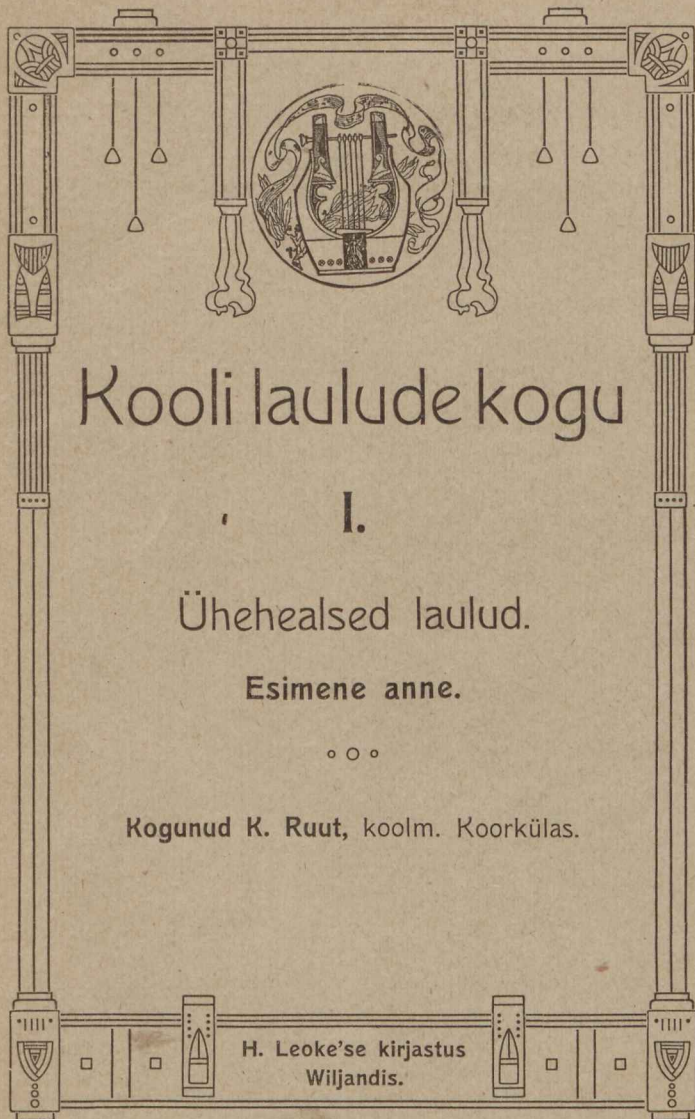 Kooli laulude kogu
I.
Ühehealsed laulud.
Esimene anne.
Kogunud K. Ruut, koolm. Koorkülas.
H. Leoke'se kirjastus
Wiljandis.